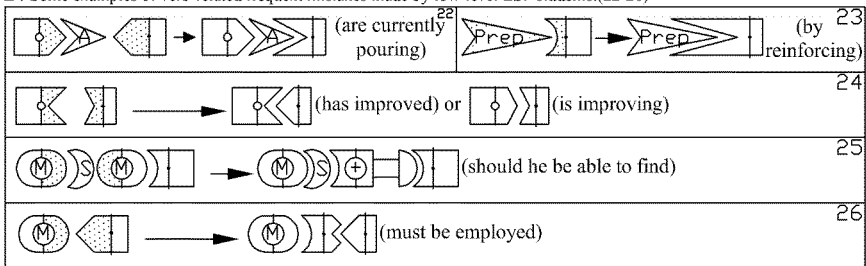 22
A A (are currently pouring)
23
Prep Prep (by reinforcing)
24
(has improved) or (is improving)
25
M S M M S + (should he be able to find)
26
M M (must be employed)